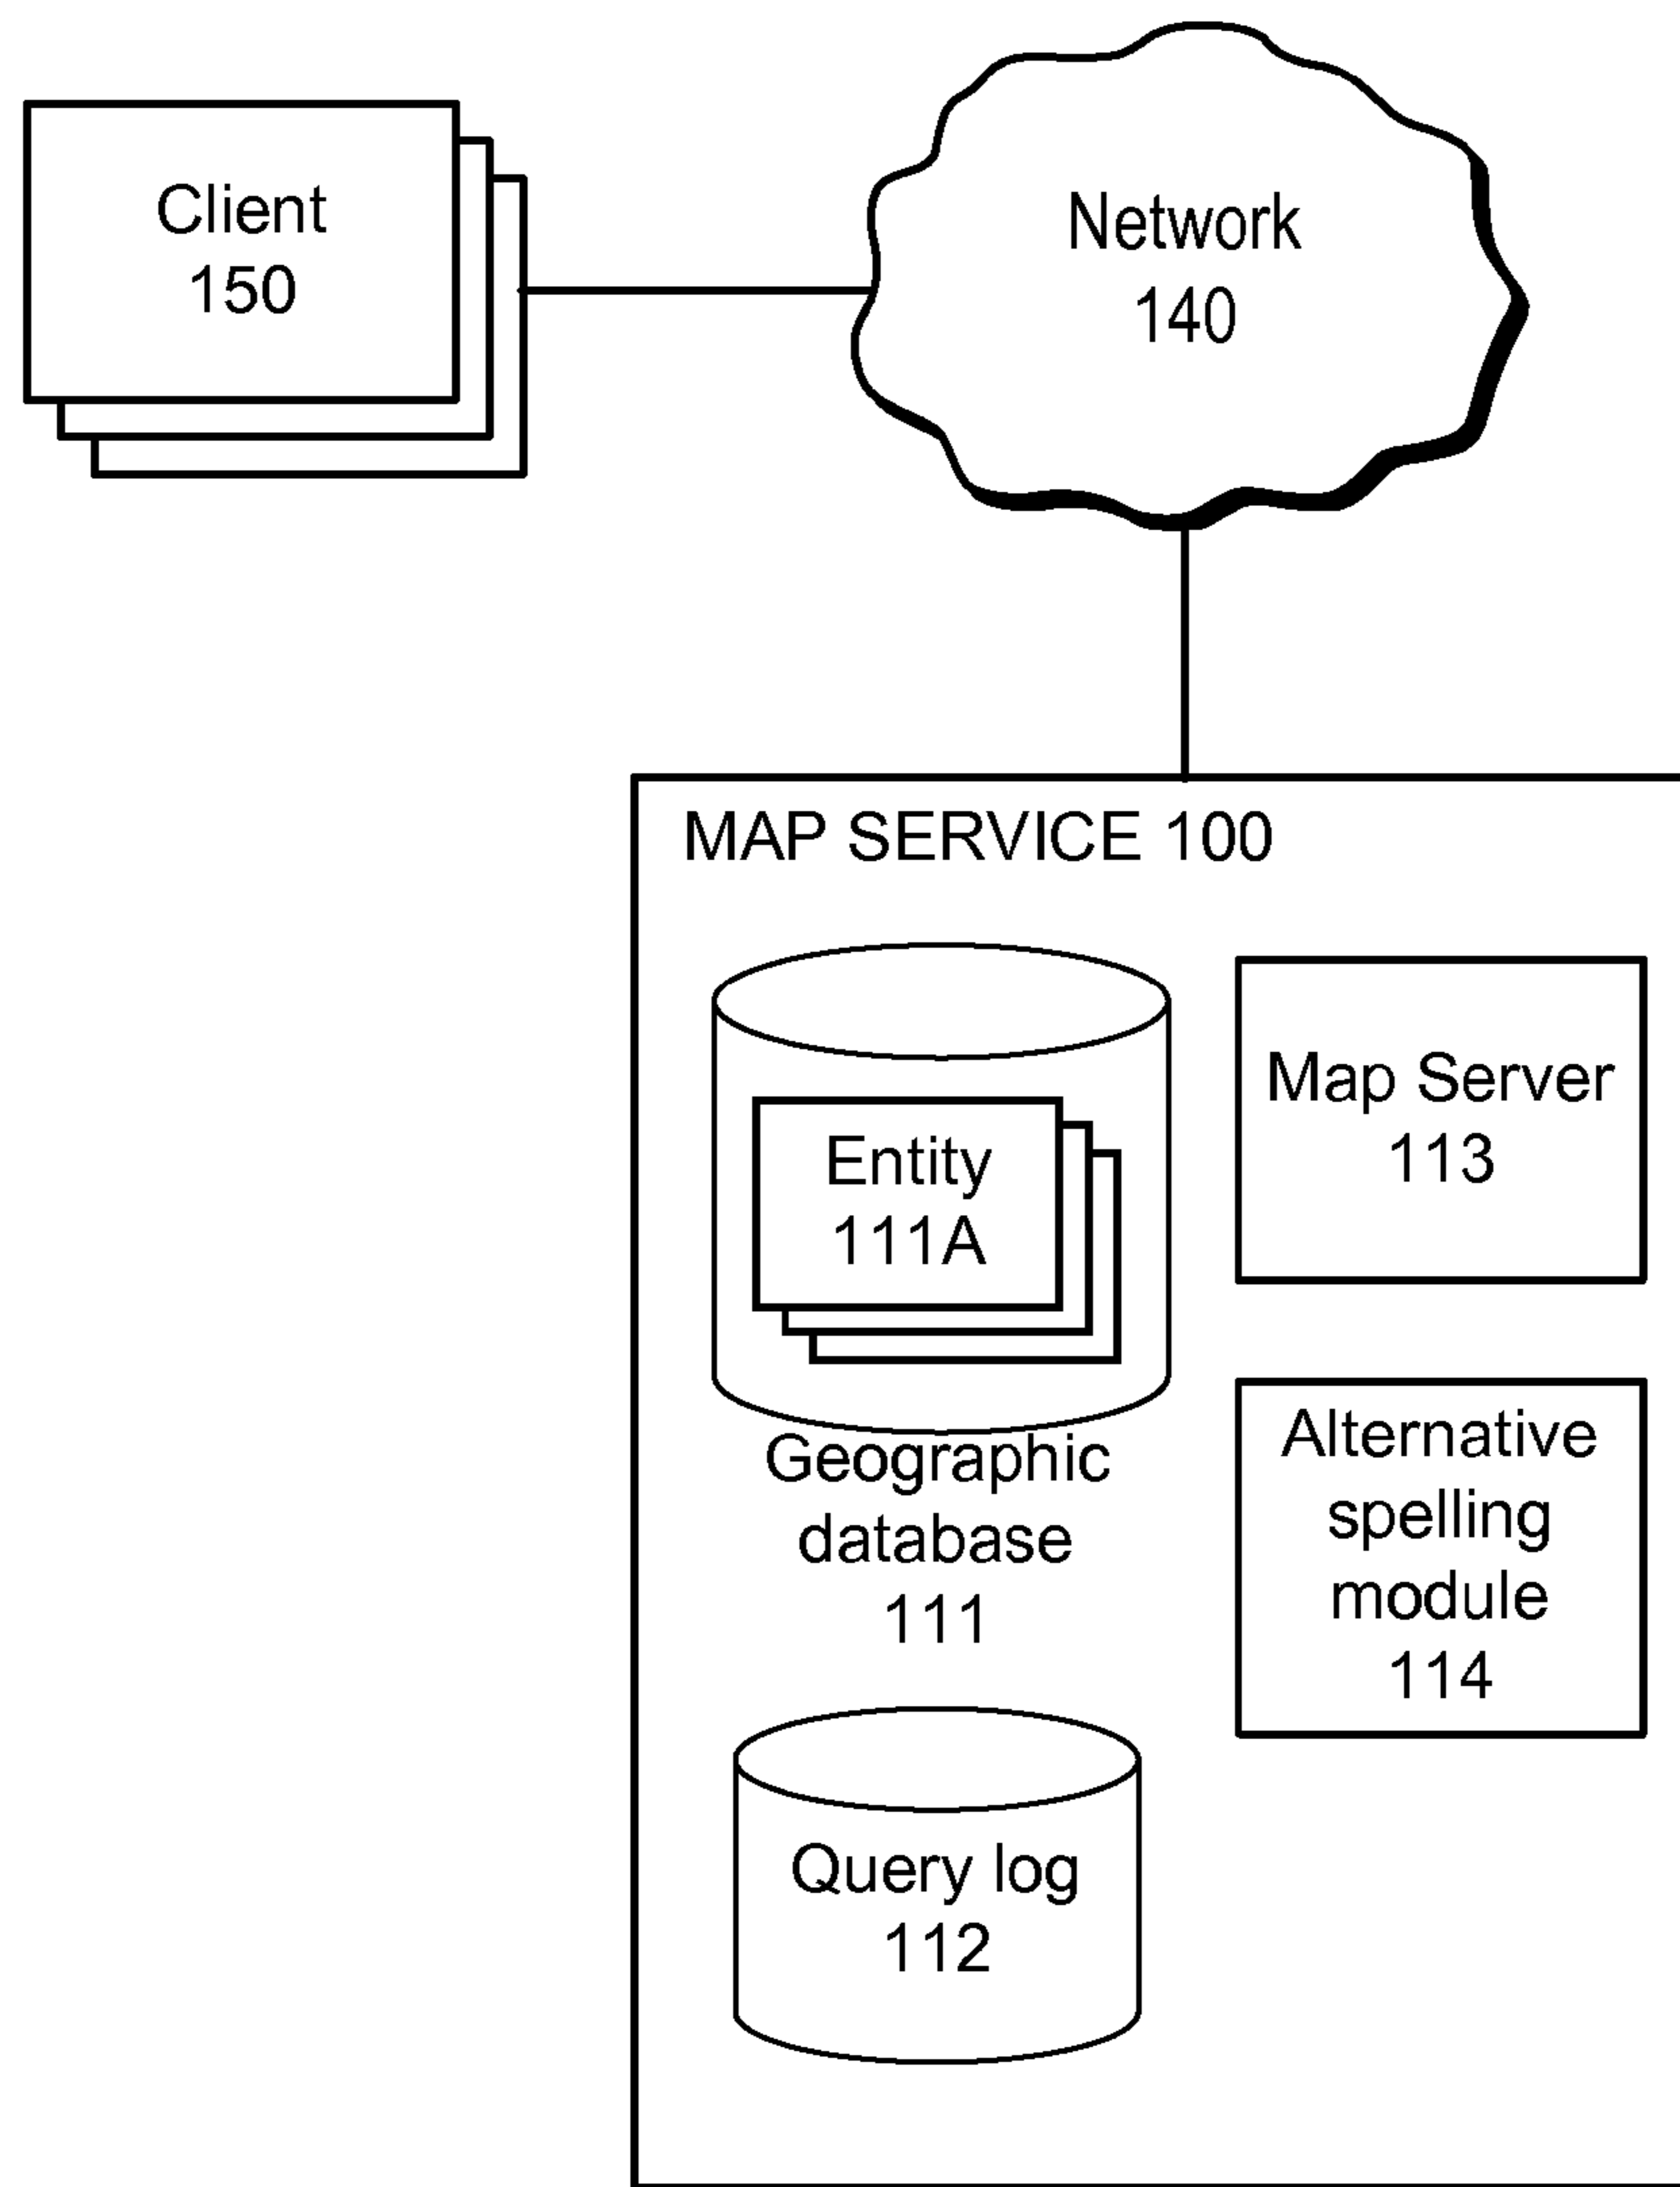 Client
150
Network
140
MAP SERVICE 100
Entity
111A
Geographic
database
111
Map Server
113
Alternative
spelling
module
114
Query log
112